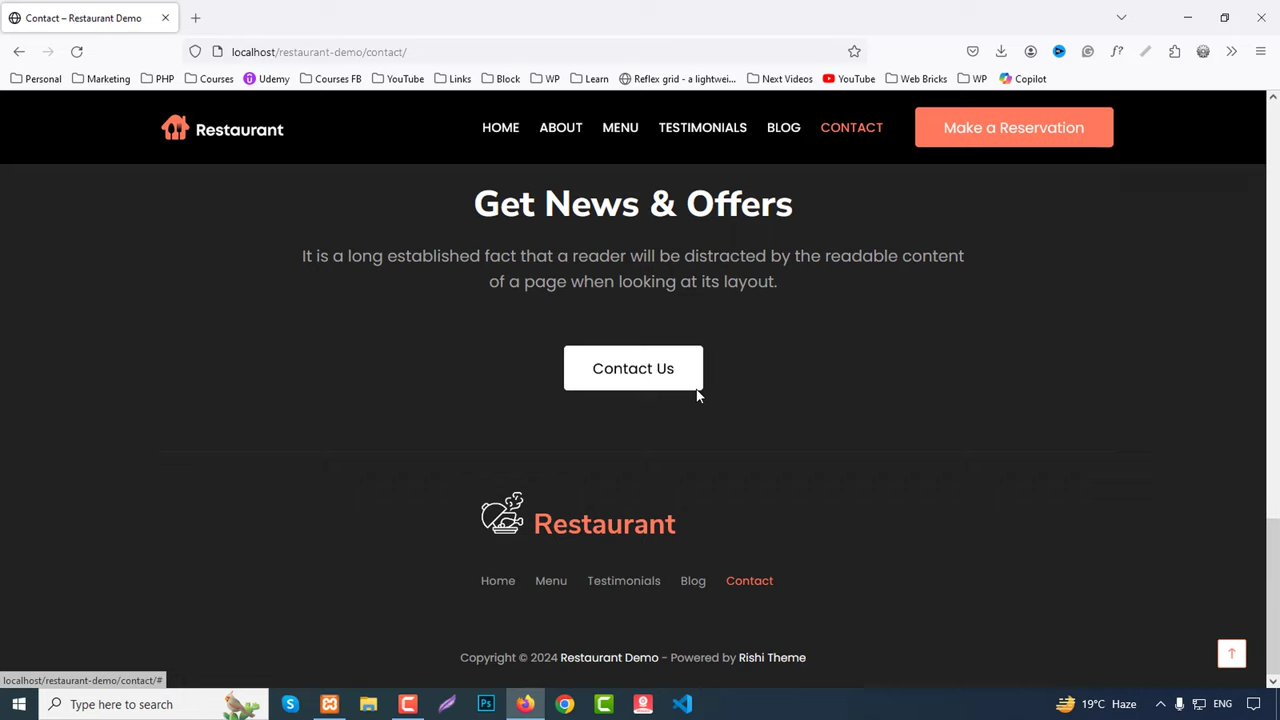 Contact – Restaurant Demo
localhost/restaurant-demo/contact/
Personal Marketing PHP Courses Udemy Courses FB YouTube Links Block WP Learn Reflex grid - a lightwei... Next Videos YouTube Web Bricks WP Copilot
Restaurant HOME ABOUT MENU TESTIMONIALS BLOG CONTACT Make a Reservation
Get News & Offers
It is a long established fact that a reader will be distracted by the readable content
of a page when looking at its layout.
Contact Us
Restaurant
Home Menu Testimonials Blog Contact
Copyright © 2024 Restaurant Demo - Powered by Rishi Theme
localhost/restaurant-demo/contact/#
Type here to search 19°C Haze ENG